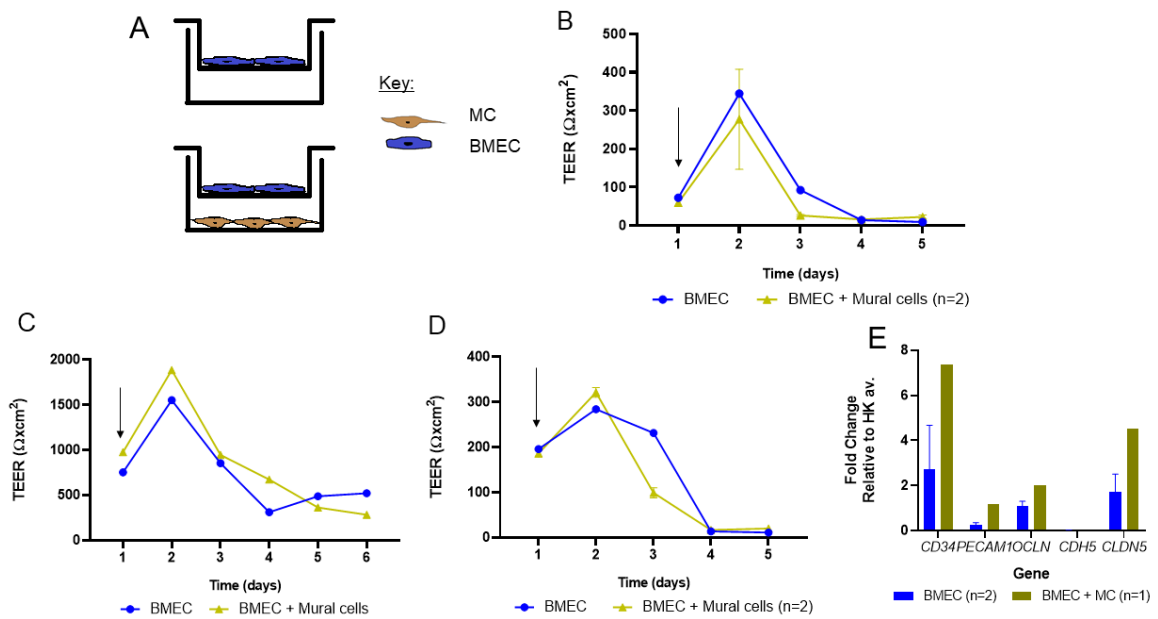 A
Key:
MC
BMEC
B
TEER (Ωxcm²)
500
400
300
200
100
0
1 2 3 4 5
Time (days)
BMEC BMEC + Mural cells (n=2)
C
TEER (Ωxcm²)
2000
1500
1000
500
0
1 2 3 4 5 6
Time (days)
BMEC BMEC + Mural cells
D
TEER (Ωxcm²)
400
300
200
100
0
1 2 3 4 5
Time (days)
BMEC BMEC + Mural cells (n=2)
E
Fold Change
Relative to HK av.
8
6
4
2
0
CD34 PECAM1 OCLN CDH5 CLDN5
Gene
BMEC (n=2) BMEC + MC (n=1)